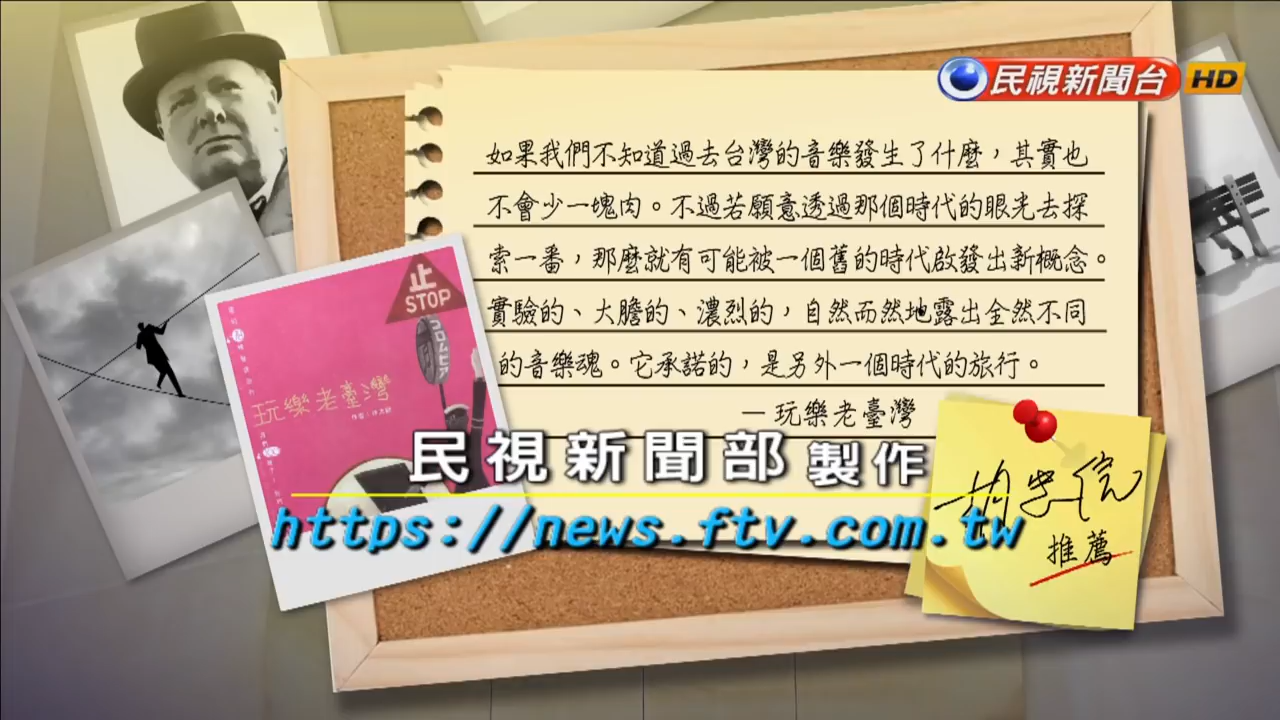 民視新聞台 HD
如果我們不知道過去台灣的音樂發生了什麼，其實也
不會少一塊肉。不過若願意透過那個時代的眼光去探
索一番，那麼就有可能被一個舊的時代啟發出新概念。
實驗的、大膽的、濃烈的，自然而然地露出全然不同
的音樂魂。它承諾的，是另外一個時代的旅行。
—玩樂老臺灣
止
STOP
玩樂老臺灣
民視新聞部 製作
https://news.ftv.com.tw
胡忠信
推薦